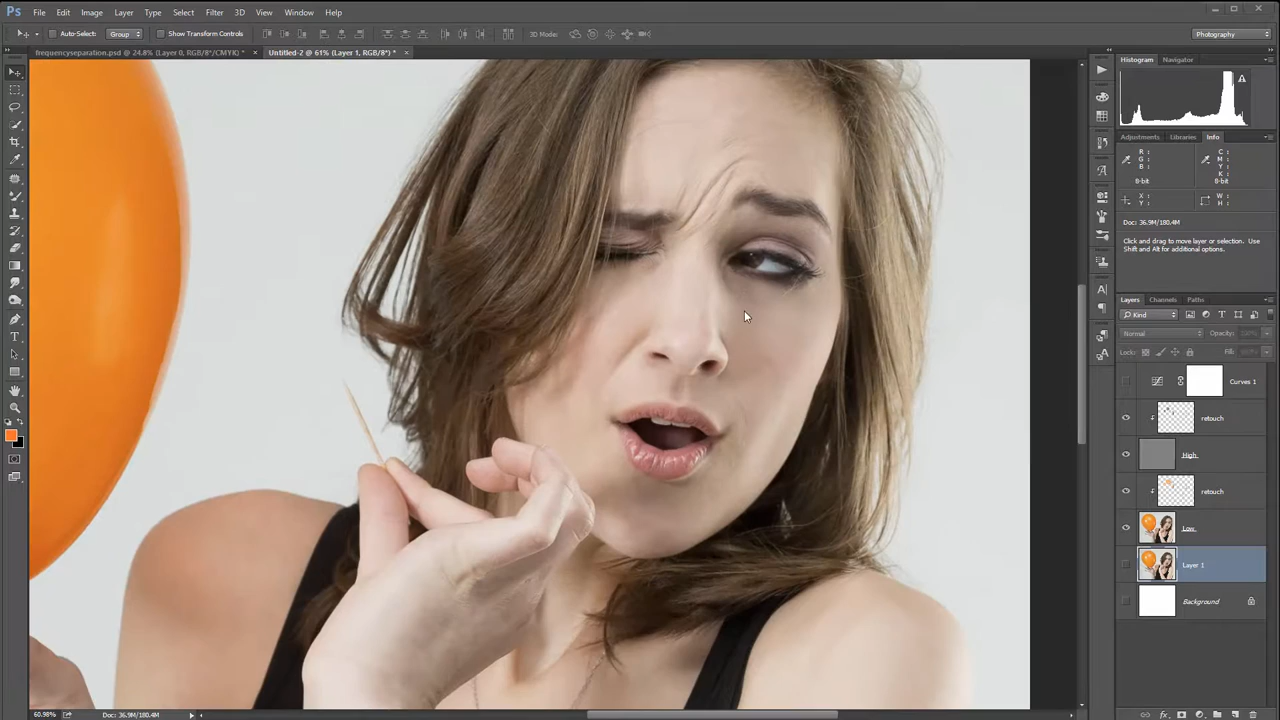 Ps File Edit Image Layer Type Select Filter 3D View Window Help
Auto-Select: Group Show Transform Controls 3D Mode: Photography
frequencyseparation.psd @ 24.8% (Layer 0, RGB/8*/CMYK) * × Untitled-2 @ 61% (Layer 1, RGB/8*) * ×
Histogram Navigator
Adjustments Libraries Info
R: C:
G: M:
B: Y:
K:
8-bit 8-bit
X: W:
Y: H:
Doc: 36.9M/180.4M
Click and drag to move layer or selection. Use
Shift and Alt for additional options.
Layers Channels Paths
Kind
Normal Opacity: 100%
Lock: Fill:
Curves 1
retouch
High
retouch
Low
Layer 1
Background
60.98% Doc: 36.9M/180.4M